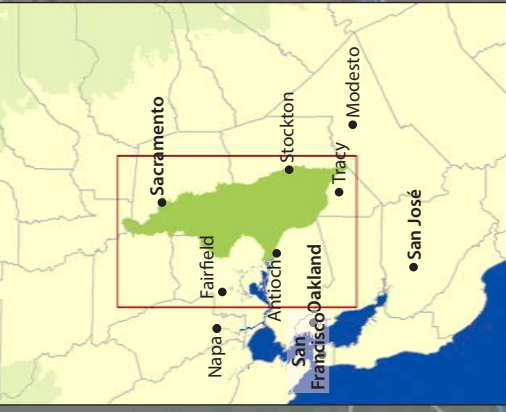 Sacramento
Stockton
Modesto
Tracy
Fairfield
Antioch
Napa
San
Francisco
Oakland
San José